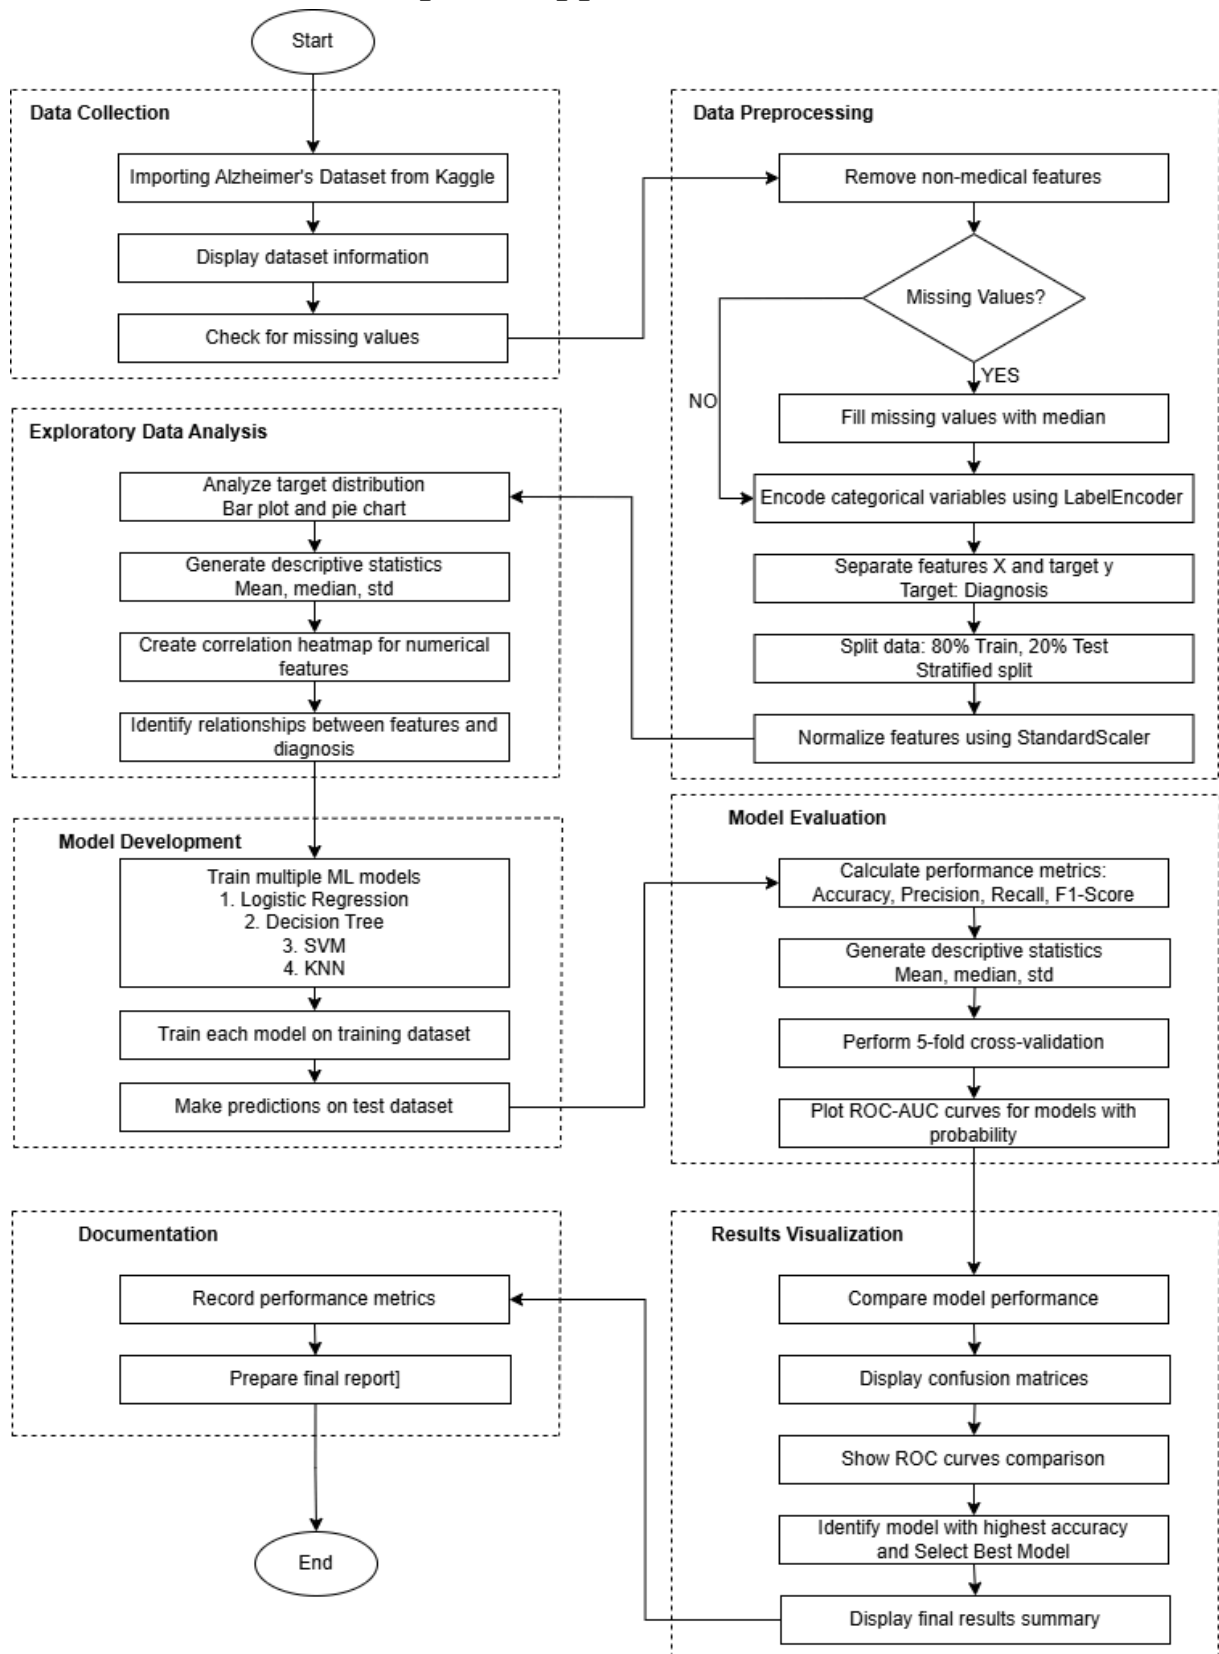 Start
Data Collection
Importing Alzheimer's Dataset from Kaggle
Display dataset information
Check for missing values
Data Preprocessing
Remove non-medical features
Missing Values?
YES
NO
Fill missing values with median
Encode categorical variables using LabelEncoder
Separate features X and target y
Target: Diagnosis
Split data: 80% Train, 20% Test
Stratified split
Normalize features using StandardScaler
Exploratory Data Analysis
Analyze target distribution
Bar plot and pie chart
Generate descriptive statistics
Mean, median, std
Create correlation heatmap for numerical
features
Identify relationships between features and
diagnosis
Model Development
Train multiple ML models
1. Logistic Regression
2. Decision Tree
3. SVM
4. KNN
Train each model on training dataset
Make predictions on test dataset
Model Evaluation
Calculate performance metrics:
Accuracy, Precision, Recall, F1-Score
Generate descriptive statistics
Mean, median, std
Perform 5-fold cross-validation
Plot ROC-AUC curves for models with
probability
Results Visualization
Compare model performance
Display confusion matrices
Show ROC curves comparison
Identify model with highest accuracy
and Select Best Model
Display final results summary
Documentation
Record performance metrics
Prepare final report]
End